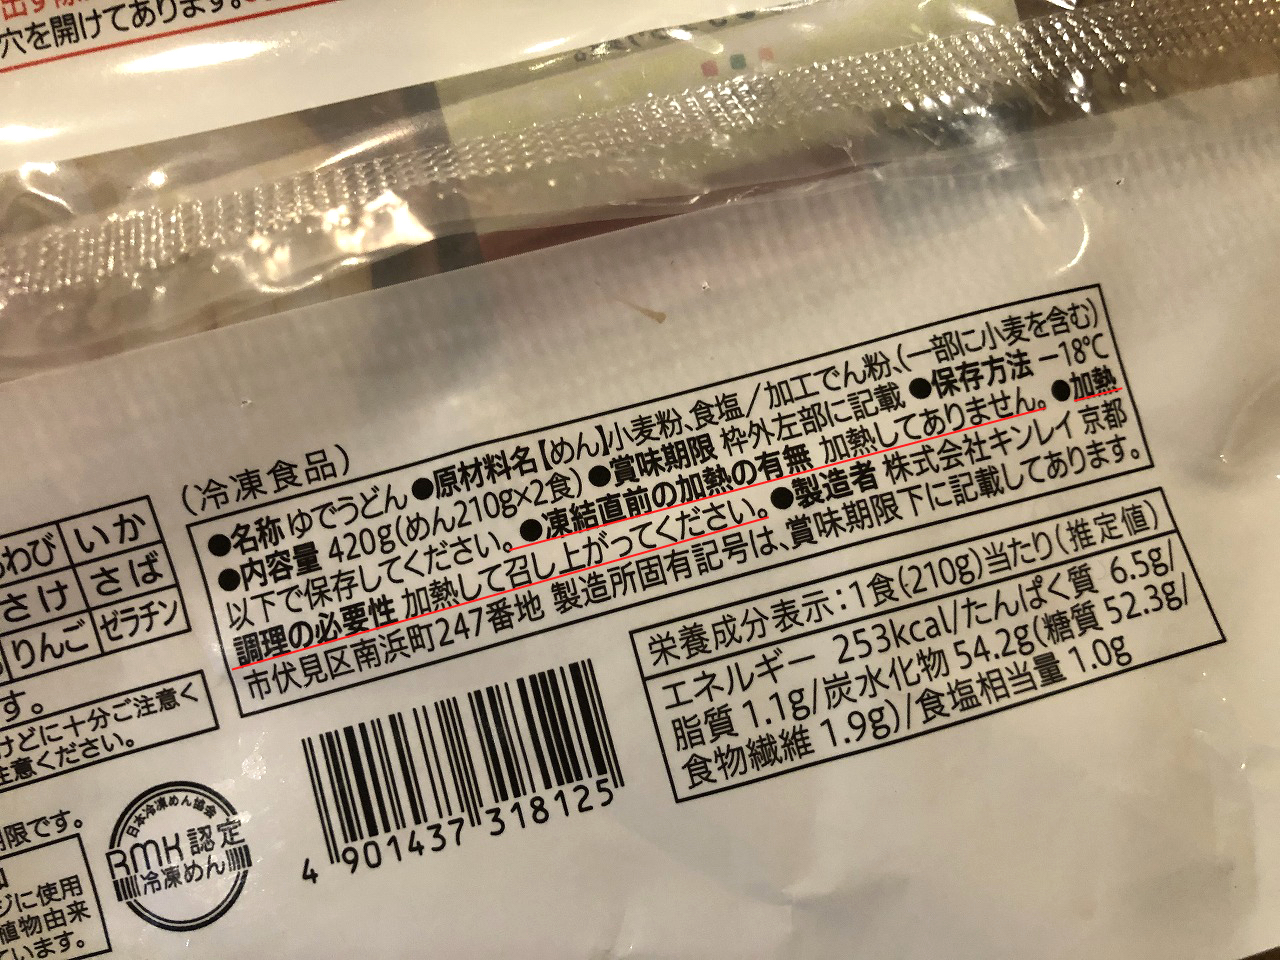 穴を開けてあります。
(冷凍食品)
●名称 ゆでうどん ●原材料名【めん】小麦粉、食塩/加工でん粉、(一部に小麦を含む)
●内容量 420g(めん210g×2食) ●賞味期限 枠外左部に記載 ●保存方法 −18℃
以下で保存してください。 ●凍結直前の加熱の有無 加熱してありません。 ●加熱
調理の必要性 加熱して召し上がってください。 ●製造者 株式会社キンレイ 京都
市伏見区南浜町247番地 製造所固有記号は、賞味期限下に記載してあります。
わび いか
さけ さば
りんご ゼラチン
す。
けどに十分ご注意く
注意ください。
栄養成分表示:1食(210g)当たり(推定値)
エネルギー 253kcal/たんぱく質 6.5g/
脂質 1.1g/炭水化物 54.2g(糖質 52.3g/
食物繊維 1.9g)/食塩相当量 1.0g
4 901437 318125
日本冷凍めん協会
RMK 認定
冷凍めん
限です。
ジに使用
植物由来
ています。